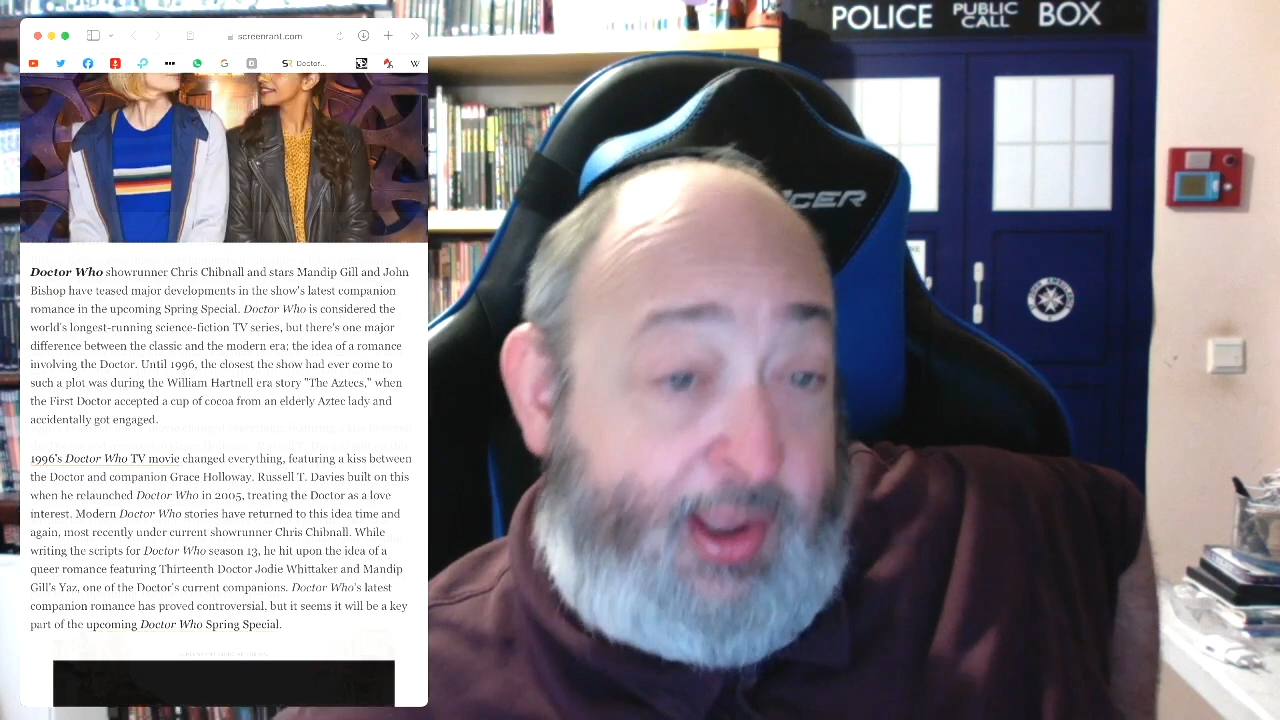 screenrant.com
SR Doctor...
W
Doctor Who showrunner Chris Chibnall and stars Mandip Gill and John
Bishop have teased major developments in the show's latest companion
romance in the upcoming Spring Special. Doctor Who is considered the
world's longest-running science-fiction TV series, but there's one major
difference between the classic and the modern era; the idea of a romance
involving the Doctor. Until 1996, the closest the show had ever come to
such a plot was during the William Hartnell era story "The Aztecs," when
the First Doctor accepted a cup of cocoa from an elderly Aztec lady and
accidentally got engaged.
1996's Doctor Who TV movie changed everything, featuring a kiss between
the Doctor and companion Grace Holloway. Russell T. Davies built on this
when he relaunched Doctor Who in 2005, treating the Doctor as a love
interest. Modern Doctor Who stories have returned to this idea time and
again, most recently under current showrunner Chris Chibnall. While
writing the scripts for Doctor Who season 13, he hit upon the idea of a
queer romance featuring Thirteenth Doctor Jodie Whittaker and Mandip
Gill's Yaz, one of the Doctor's current companions. Doctor Who's latest
companion romance has proved controversial, but it seems it will be a key
part of the upcoming Doctor Who Spring Special.
POLICE PUBLIC CALL BOX